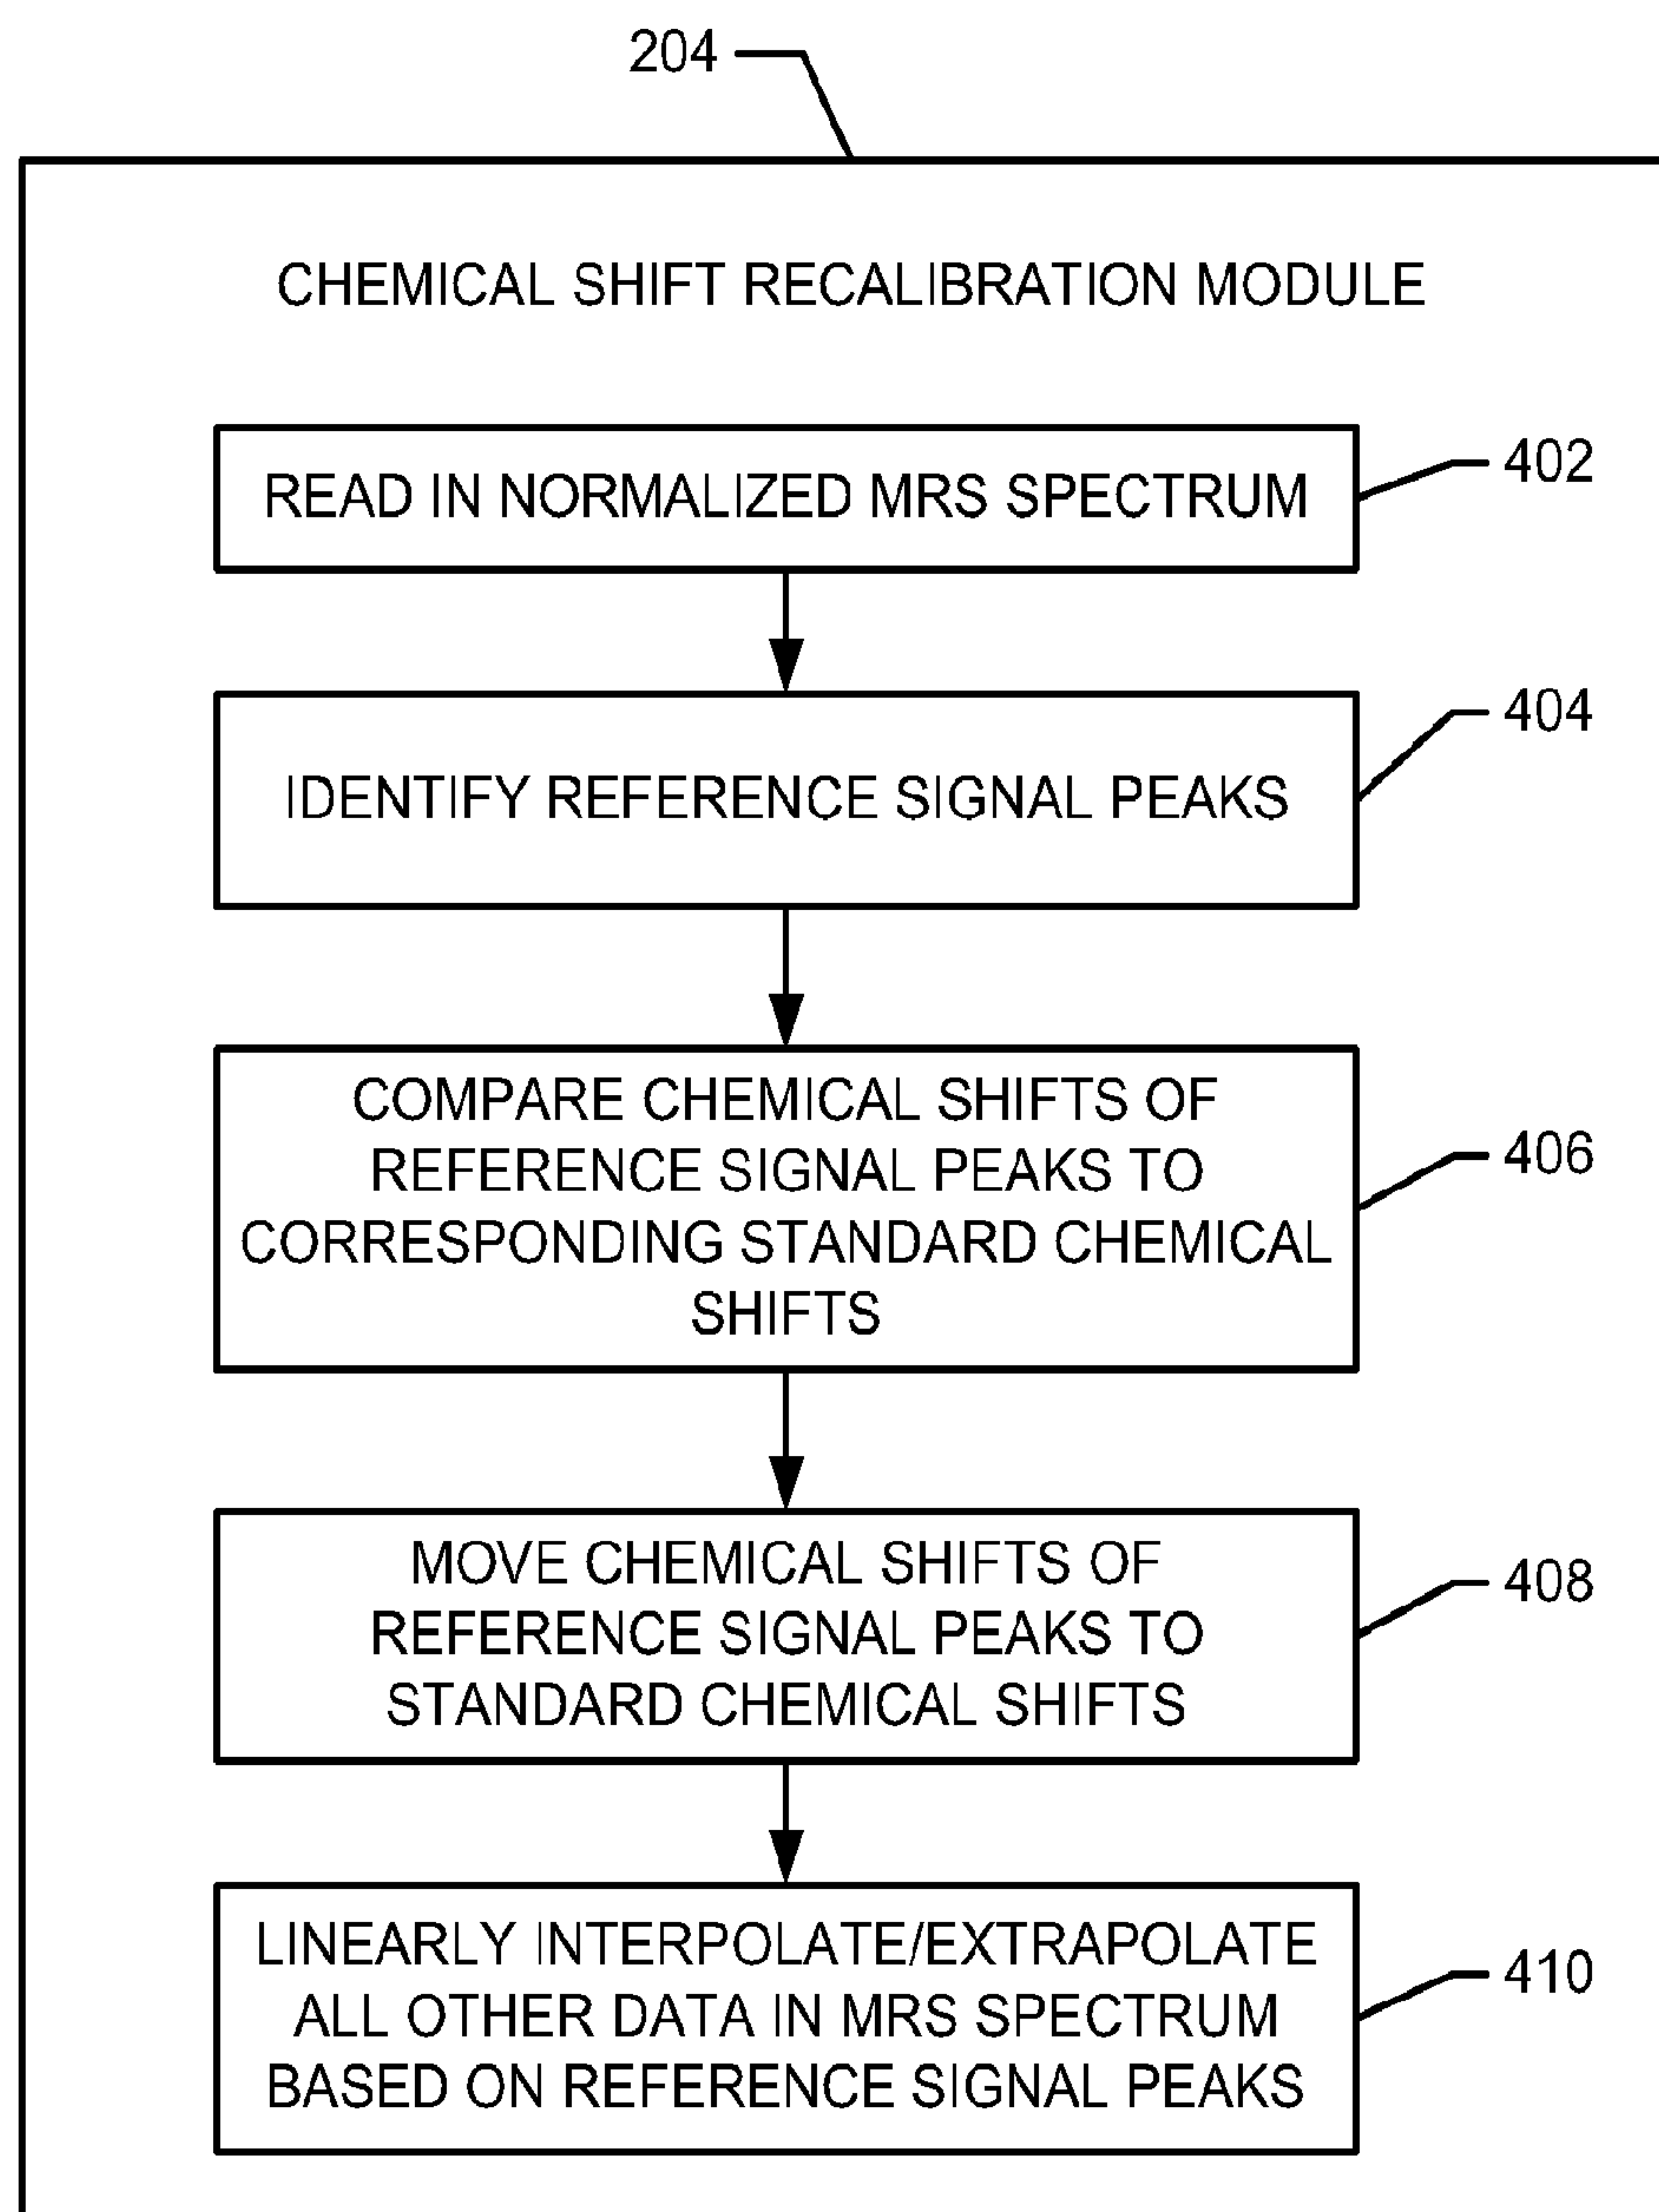 204
CHEMICAL SHIFT RECALIBRATION MODULE
READ IN NORMALIZED MRS SPECTRUM
402
IDENTIFY REFERENCE SIGNAL PEAKS
404
COMPARE CHEMICAL SHIFTS OF
REFERENCE SIGNAL PEAKS TO
CORRESPONDING STANDARD CHEMICAL
SHIFTS
406
MOVE CHEMICAL SHIFTS OF
REFERENCE SIGNAL PEAKS TO
STANDARD CHEMICAL SHIFTS
408
LINEARLY INTERPOLATE/EXTRAPOLATE
ALL OTHER DATA IN MRS SPECTRUM
BASED ON REFERENCE SIGNAL PEAKS
410